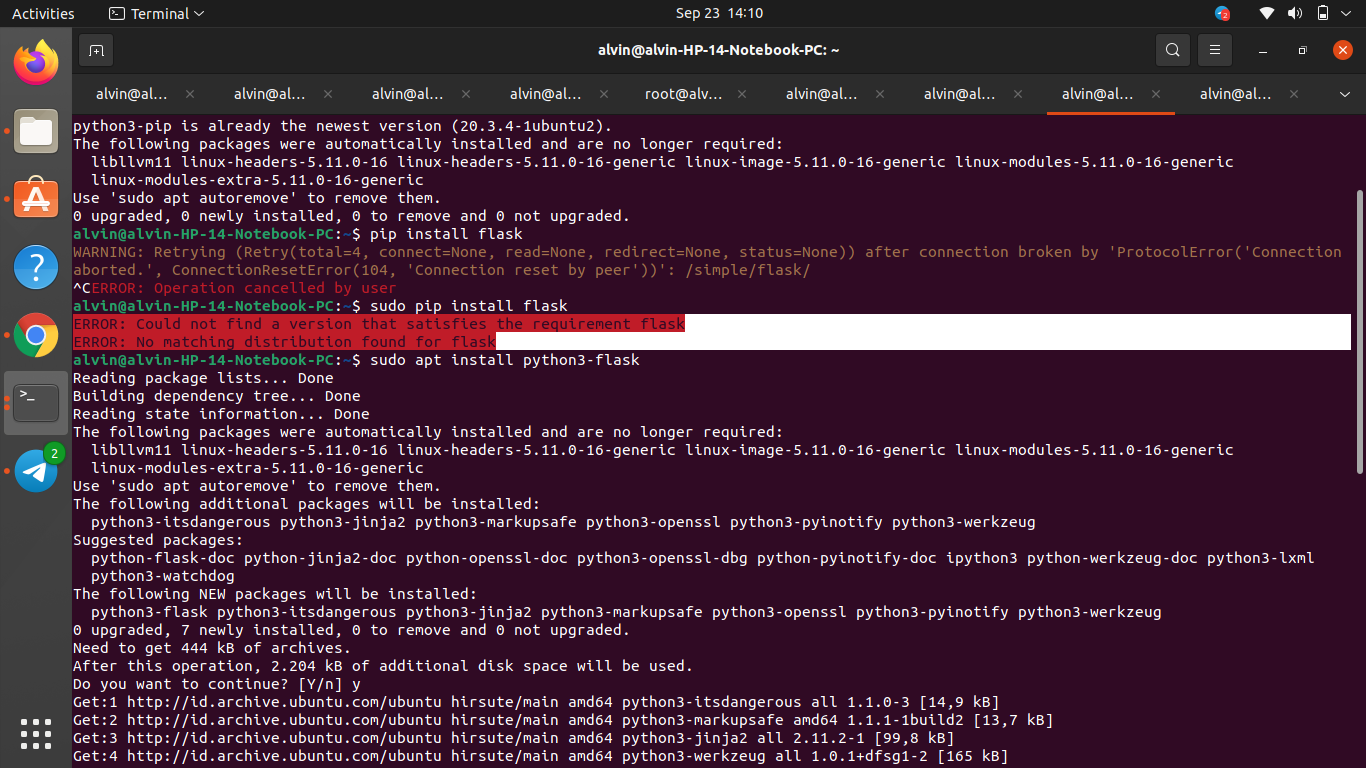 Activities
Terminal
Sep 23 14:10
2
alvin@alvin-HP-14-Notebook-PC: ~
alvin@al...
alvin@al...
alvin@al...
alvin@al...
root@alv...
alvin@al...
alvin@al...
alvin@al...
alvin@al...
python3-pip is already the newest version (20.3.4-1ubuntu2).
The following packages were automatically installed and are no longer required:
libllvm11 linux-headers-5.11.0-16 linux-headers-5.11.0-16-generic linux-image-5.11.0-16-generic linux-modules-5.11.0-16-generic
linux-modules-extra-5.11.0-16-generic
Use 'sudo apt autoremove' to remove them.
0 upgraded, 0 newly installed, 0 to remove and 0 not upgraded.
alvin@alvin-HP-14-Notebook-PC:~$ pip install flask
WARNING: Retrying (Retry(total=4, connect=None, read=None, redirect=None, status=None)) after connection broken by 'ProtocolError('Connection
aborted.', ConnectionResetError(104, 'Connection reset by peer'))': /simple/flask/
^CERROR: Operation cancelled by user
alvin@alvin-HP-14-Notebook-PC:~$ sudo pip install flask
ERROR: Could not find a version that satisfies the requirement flask
ERROR: No matching distribution found for flask
alvin@alvin-HP-14-Notebook-PC:~$ sudo apt install python3-flask
Reading package lists... Done
Building dependency tree... Done
Reading state information... Done
The following packages were automatically installed and are no longer required:
libllvm11 linux-headers-5.11.0-16 linux-headers-5.11.0-16-generic linux-image-5.11.0-16-generic linux-modules-5.11.0-16-generic
linux-modules-extra-5.11.0-16-generic
Use 'sudo apt autoremove' to remove them.
The following additional packages will be installed:
python3-itsdangerous python3-jinja2 python3-markupsafe python3-openssl python3-pyinotify python3-werkzeug
Suggested packages:
python-flask-doc python-jinja2-doc python-openssl-doc python3-openssl-dbg python-pyinotify-doc ipython3 python-werkzeug-doc python3-lxml
python3-watchdog
The following NEW packages will be installed:
python3-flask python3-itsdangerous python3-jinja2 python3-markupsafe python3-openssl python3-pyinotify python3-werkzeug
0 upgraded, 7 newly installed, 0 to remove and 0 not upgraded.
Need to get 444 kB of archives.
After this operation, 2.204 kB of additional disk space will be used.
Do you want to continue? [Y/n] y
Get:1 http://id.archive.ubuntu.com/ubuntu hirsute/main amd64 python3-itsdangerous all 1.1.0-3 [14,9 kB]
Get:2 http://id.archive.ubuntu.com/ubuntu hirsute/main amd64 python3-markupsafe amd64 1.1.1-1build2 [13,7 kB]
Get:3 http://id.archive.ubuntu.com/ubuntu hirsute/main amd64 python3-jinja2 all 2.11.2-1 [99,8 kB]
Get:4 http://id.archive.ubuntu.com/ubuntu hirsute/main amd64 python3-werkzeug all 1.0.1+dfsg1-2 [165 kB]
?
>_
2